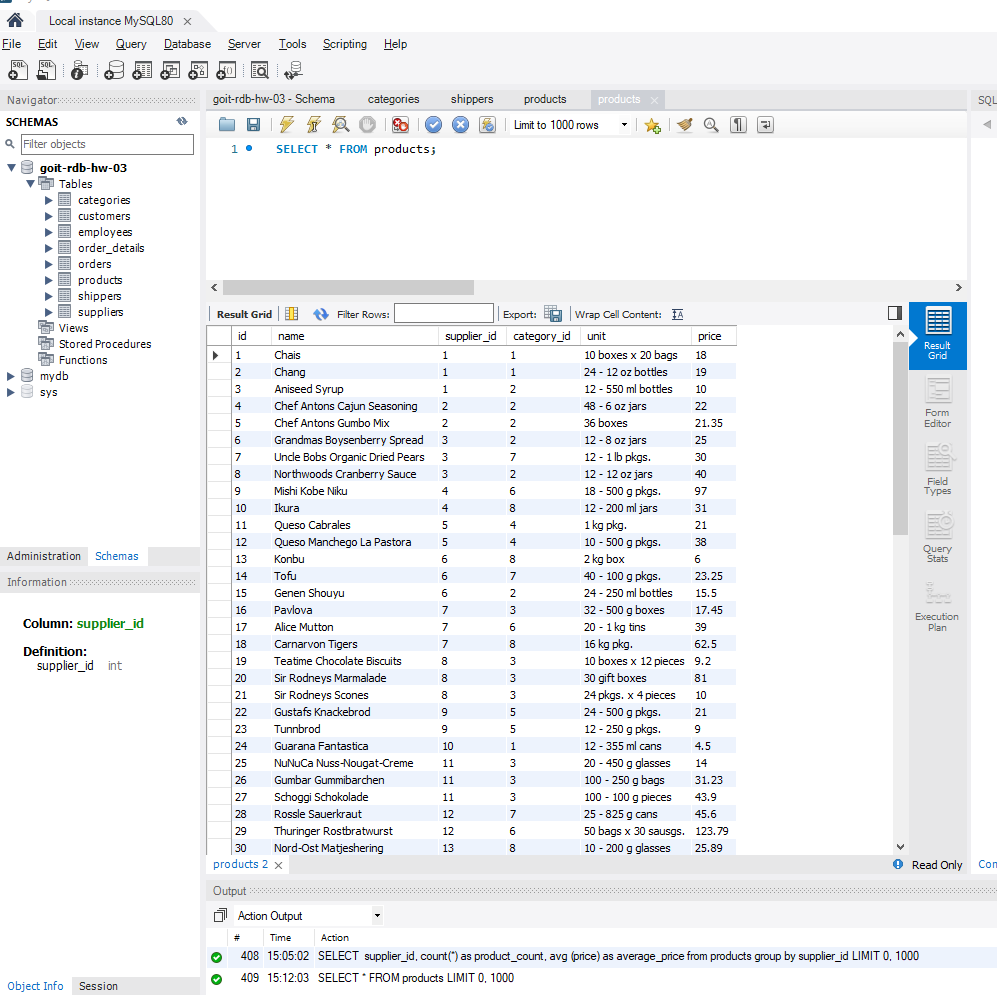 Local instance MySQL80
File Edit View Query Database Server Tools Scripting Help
Navigator
SCHEMAS
Filter objects
goit-rdb-hw-03
Tables
categories
customers
employees
order_details
orders
products
shippers
suppliers
Views
Stored Procedures
Functions
mydb
sys
Administration Schemas
Information
Column: supplier_id
Definition:
supplier_id int
Object Info Session
goit-rdb-hw-03 - Schema categories shippers products products
Limit to 1000 rows
1 SELECT * FROM products;
Result Grid Filter Rows: Export: Wrap Cell Content:
id name supplier_id category_id unit price
1 Chais 1 1 10 boxes x 20 bags 18
2 Chang 1 1 24 - 12 oz bottles 19
3 Aniseed Syrup 1 2 12 - 550 ml bottles 10
4 Chef Antons Cajun Seasoning 2 2 48 - 6 oz jars 22
5 Chef Antons Gumbo Mix 2 2 36 boxes 21.35
6 Grandmas Boysenberry Spread 3 2 12 - 8 oz jars 25
7 Uncle Bobs Organic Dried Pears 3 7 12 - 1 lb pkgs. 30
8 Northwoods Cranberry Sauce 3 2 12 - 12 oz jars 40
9 Mishi Kobe Niku 4 6 18 - 500 g pkgs. 97
10 Ikura 4 8 12 - 200 ml jars 31
11 Queso Cabrales 5 4 1 kg pkg. 21
12 Queso Manchego La Pastora 5 4 10 - 500 g pkgs. 38
13 Konbu 6 8 2 kg box 6
14 Tofu 6 7 40 - 100 g pkgs. 23.25
15 Genen Shouyu 6 2 24 - 250 ml bottles 15.5
16 Pavlova 7 3 32 - 500 g boxes 17.45
17 Alice Mutton 7 6 20 - 1 kg tins 39
18 Carnarvon Tigers 7 8 16 kg pkg. 62.5
19 Teatime Chocolate Biscuits 8 3 10 boxes x 12 pieces 9.2
20 Sir Rodneys Marmalade 8 3 30 gift boxes 81
21 Sir Rodneys Scones 8 3 24 pkgs. x 4 pieces 10
22 Gustafs Knackebrod 9 5 24 - 500 g pkgs. 21
23 Tunnbrod 9 5 12 - 250 g pkgs. 9
24 Guarana Fantastica 10 1 12 - 355 ml cans 4.5
25 NuNuCa Nuss-Nougat-Creme 11 3 20 - 450 g glasses 14
26 Gumbar Gummibarchen 11 3 100 - 250 g bags 31.23
27 Schoggi Schokolade 11 3 100 - 100 g pieces 43.9
28 Rossle Sauerkraut 12 7 25 - 825 g cans 45.6
29 Thuringer Rostbratwurst 12 6 50 bags x 30 sausgs. 123.79
30 Nord-Ost Matjeshering 13 8 10 - 200 g glasses 25.89
Result
Grid
Form
Editor
Field
Types
Query
Stats
Execution
Plan
products 2 Read Only Con
SQL
Output
Action Output
# Time Action
408 15:05:02 SELECT supplier_id, count(*) as product_count, avg (price) as average_price from products group by supplier_id LIMIT 0, 1000
409 15:12:03 SELECT * FROM products LIMIT 0, 1000